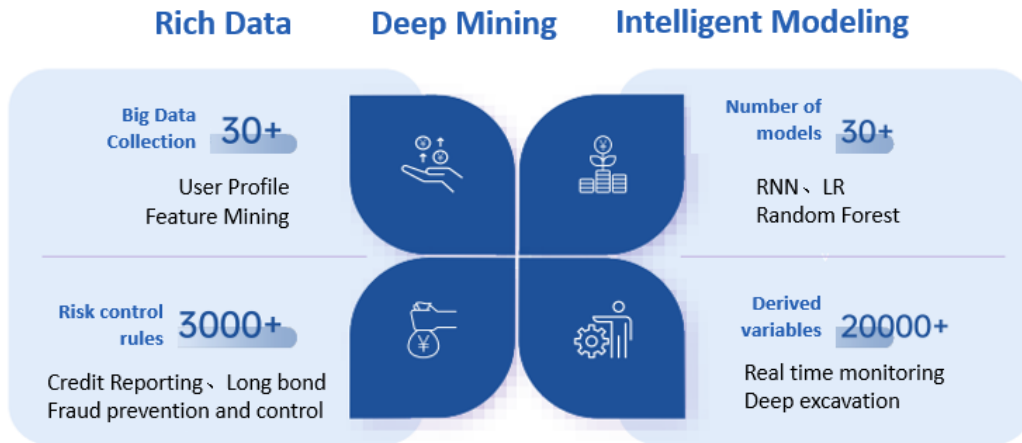 Rich Data
Deep Mining
Intelligent Modeling
Big Data
Collection
30+
User Profile
Feature Mining
Number of
models
30+
RNN、LR
Random Forest
Risk control
rules
3000+
Credit Reporting、Long bond
Fraud prevention and control
Derived
variables
20000+
Real time monitoring
Deep excavation
¥
¥
¥
¥